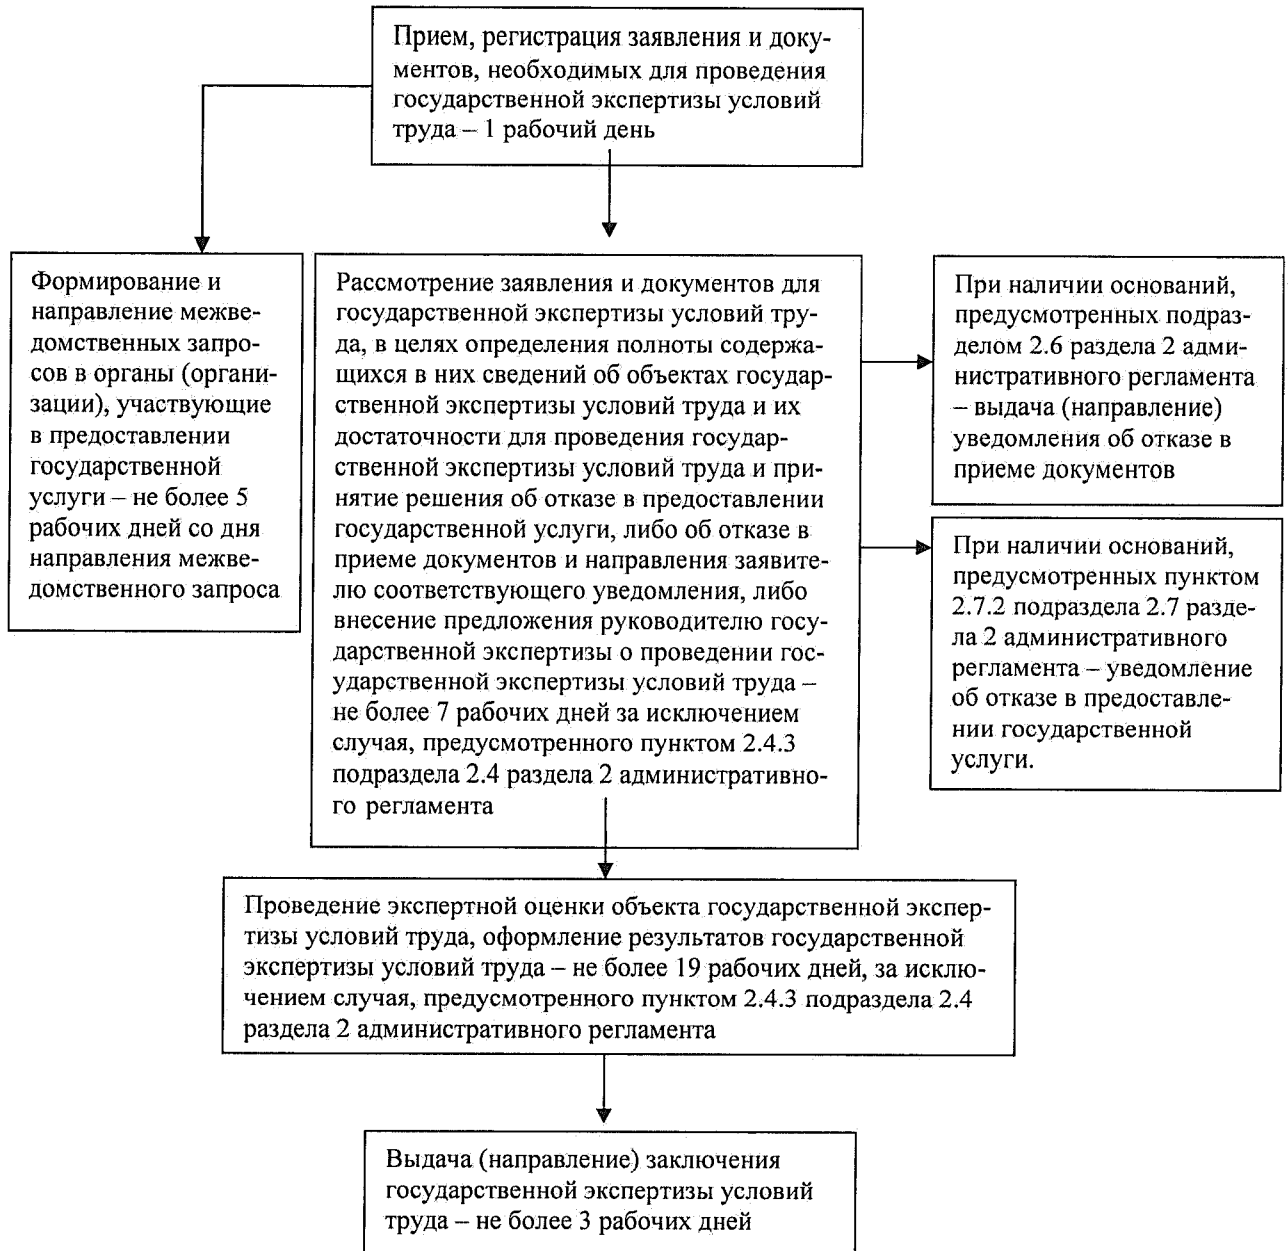 Прием, регистрация заявления и доку-
ментов, необходимых для проведения
государственной экспертизы условий
труда – 1 рабочий день
Формирование и
направление межве-
домственных запро-
сов в органы (органи-
зации), участвующие
в предоставлении
государственной
услуги – не более 5
рабочих дней со дня
направления межве-
домственного запроса
Рассмотрение заявления и документов для
государственной экспертизы условий тру-
да, в целях определения полноты содержа-
щихся в них сведений об объектах государ-
ственной экспертизы условий труда и их
достаточности для проведения государ-
ственной экспертизы условий труда и при-
нятие решения об отказе в предоставлении
государственной услуги, либо об отказе в
приеме документов и направления заявите-
лю соответствующего уведомления, либо
внесение предложения руководителю госу-
дарственной экспертизы о проведении гос-
ударственной экспертизы условий труда –
не более 7 рабочих дней за исключением
случая, предусмотренного пунктом 2.4.3
подраздела 2.4 раздела 2 административно-
го регламента
При наличии оснований,
предусмотренных подраз-
делом 2.6 раздела 2 адми-
нистративного регламента
– выдача (направление)
уведомления об отказе в
приеме документов
При наличии оснований,
предусмотренных пунктом
2.7.2 подраздела 2.7 разде-
ла 2 административного
регламента – уведомление
об отказе в предоставле-
нии государственной
услуги.
Проведение экспертной оценки объекта государственной экспер-
тизы условий труда, оформление результатов государственной
экспертизы условий труда – не более 19 рабочих дней, за исклю-
чением случая, предусмотренного пунктом 2.4.3 подраздела 2.4
раздела 2 административного регламента
Выдача (направление) заключения
государственной экспертизы условий
труда – не более 3 рабочих дней